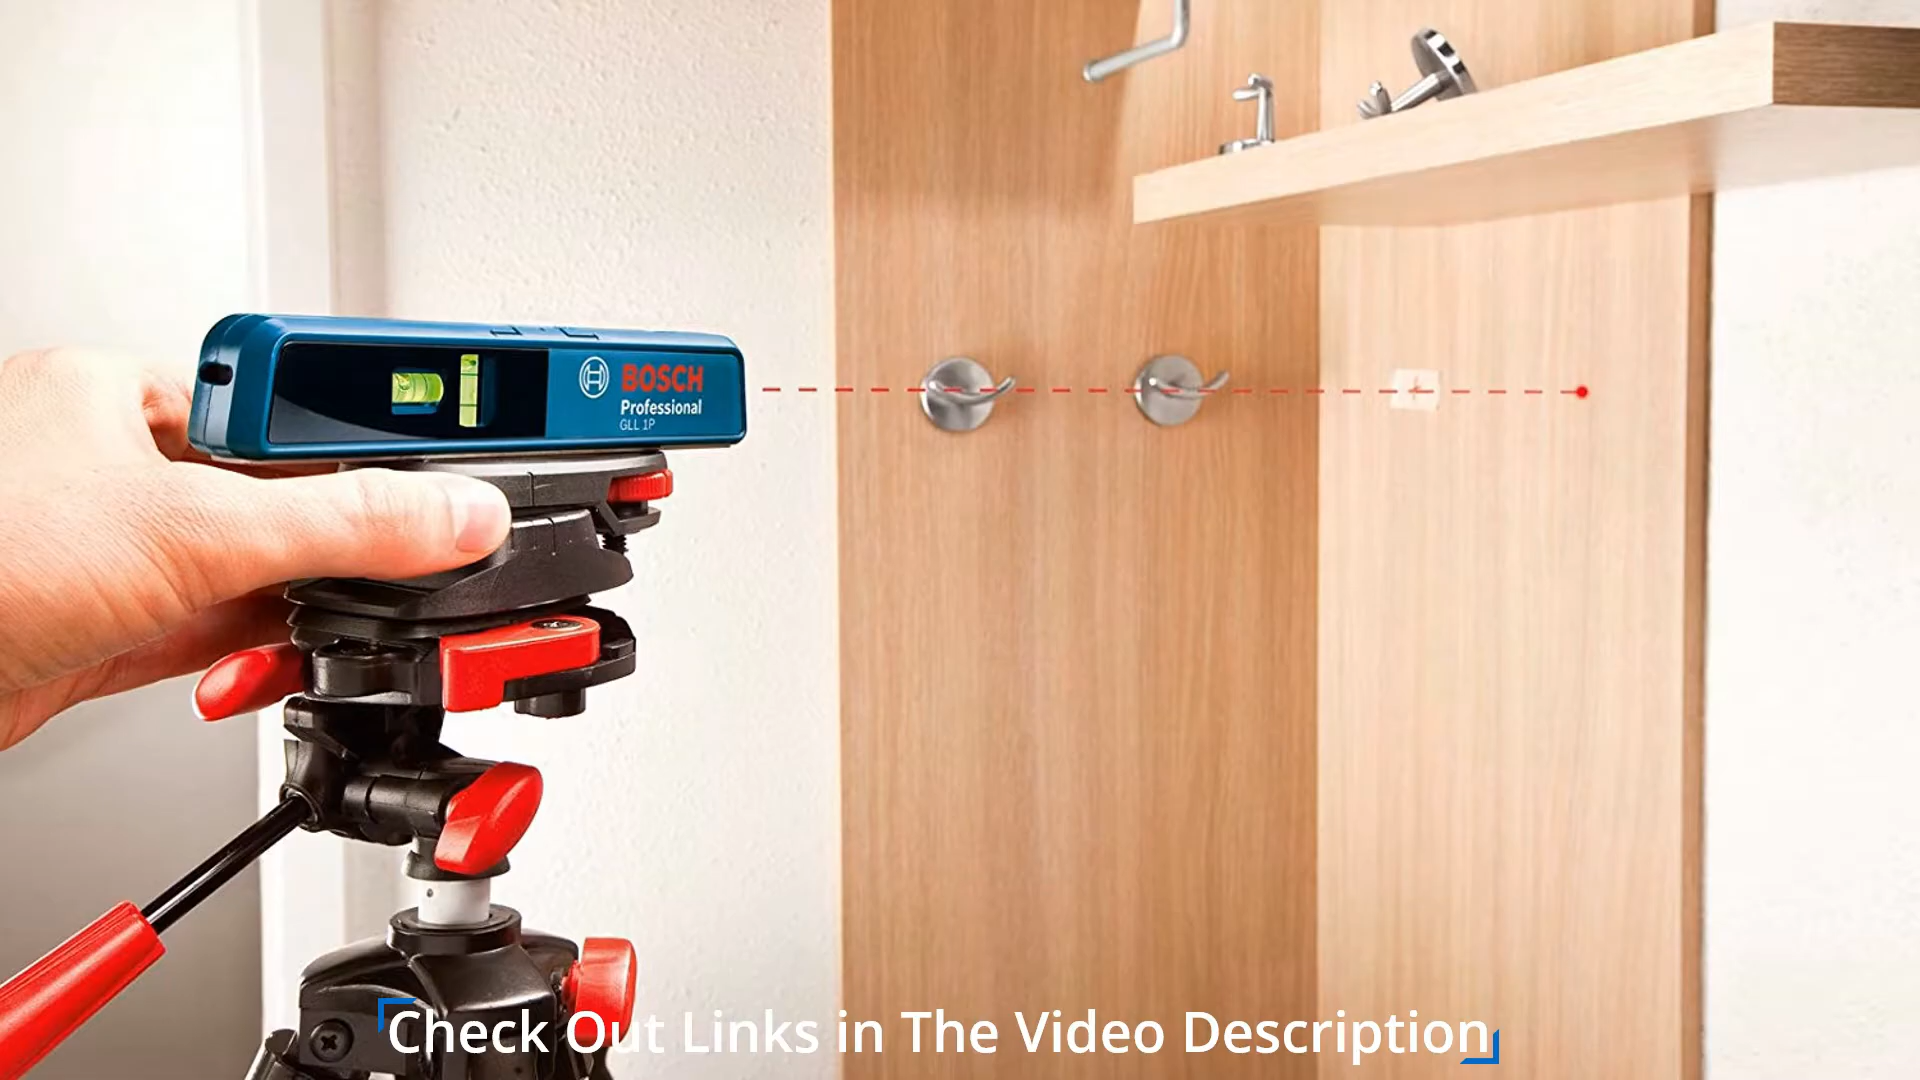 BOSCH
Professional
GLL 1P
Check Out Links in The Video Description